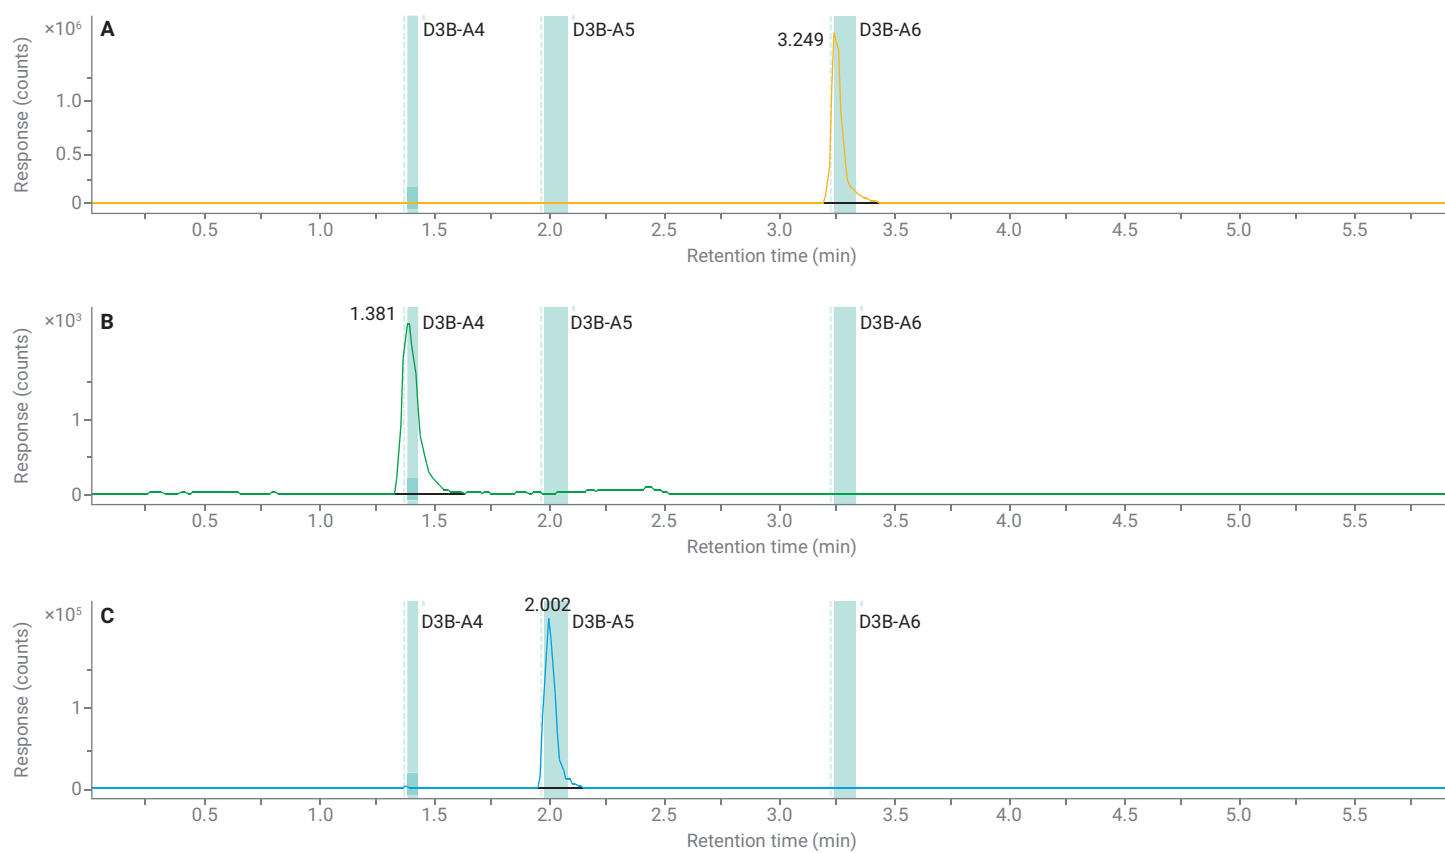 ×10⁶
A
D3B-A4
D3B-A5
3.249
D3B-A6
Response (counts)
1.0
0.5
0
0.5 1.0 1.5 2.0 2.5 3.0 3.5 4.0 4.5 5.0 5.5
Retention time (min)
×10³
B
1.381
D3B-A4
D3B-A5
D3B-A6
Response (counts)
1
0
0.5 1.0 1.5 2.0 2.5 3.0 3.5 4.0 4.5 5.0 5.5
Retention time (min)
×10⁵
C
D3B-A4
2.002
D3B-A5
D3B-A6
Response (counts)
1
0
0.5 1.0 1.5 2.0 2.5 3.0 3.5 4.0 4.5 5.0 5.5
Retention time (min)